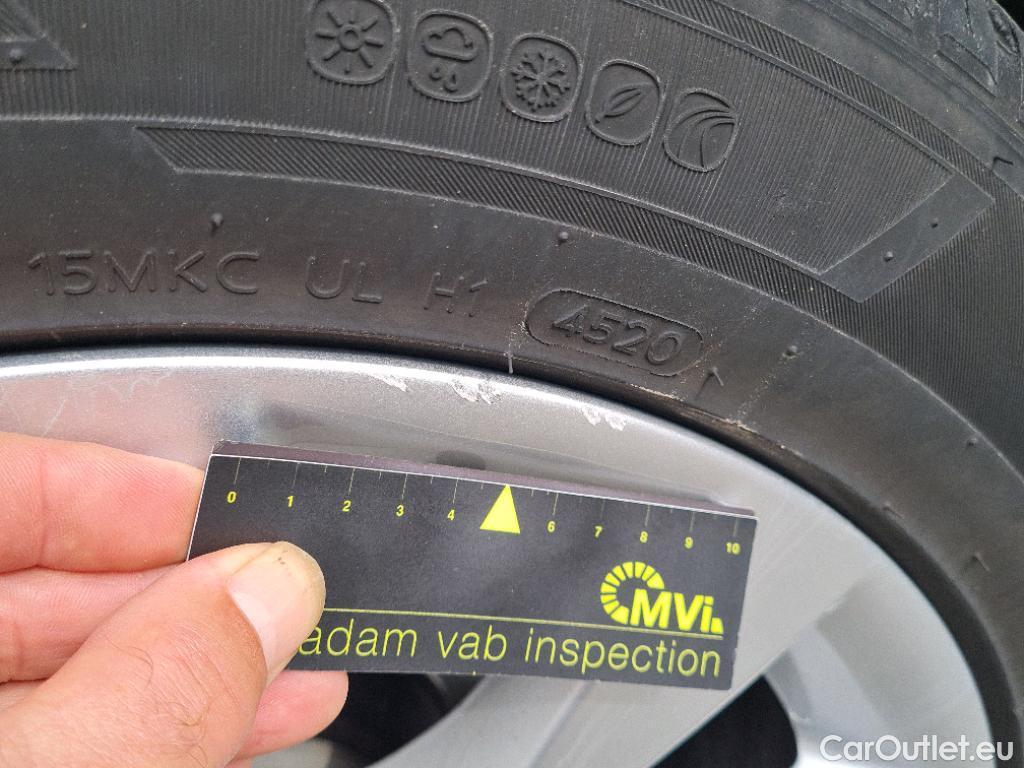 15MKC UL H1 4520
0 1 2 3 4 6 7 8 9 10
MVi
adam vab inspection
CarOutlet.eu